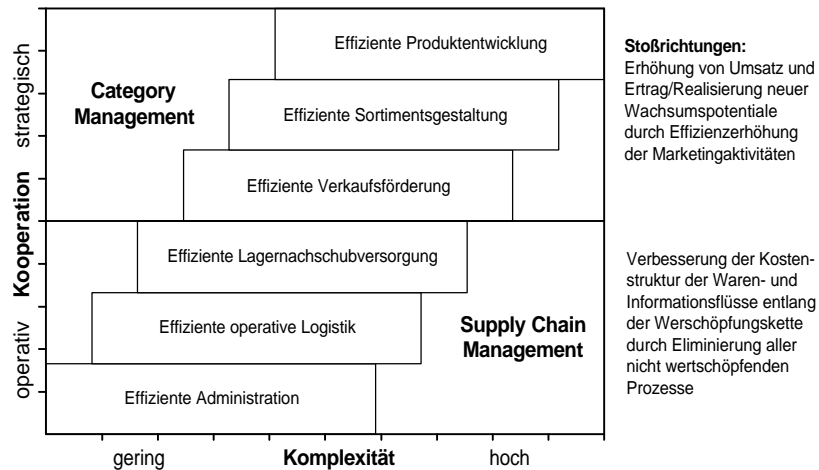 Effiziente Produktentwicklung
Category
Management
Effiziente Sortimentsgestaltung
Effiziente Verkaufsförderung
Effiziente Lagernachschubversorgung
Effiziente operative Logistik
Supply Chain
Management
Effiziente Administration
strategisch
Kooperation
operativ
gering
Komplexität
hoch
Stoßrichtungen:
Erhöhung von Umsatz und
Ertrag/Realisierung neuer
Wachsumspotentiale
durch Effizienzerhöhung
der Marketingaktivitäten
Verbesserung der Kosten-
struktur der Waren- und
Informationsflüsse entlang
der Werschöpfungskette
durch Eliminierung aller
nicht wertschöpfenden
Prozesse